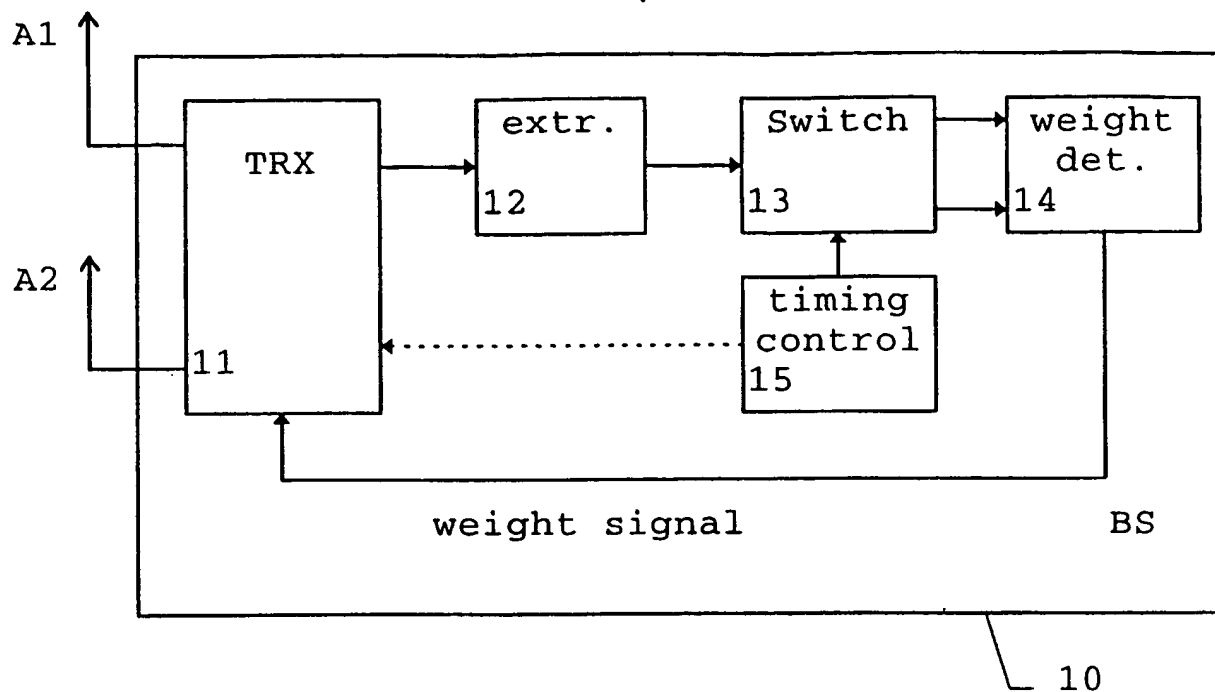 A1
TRX
extr.
12
Switch
13
weight
det.
14
A2
11
timing
control
15
weight signal
BS
10